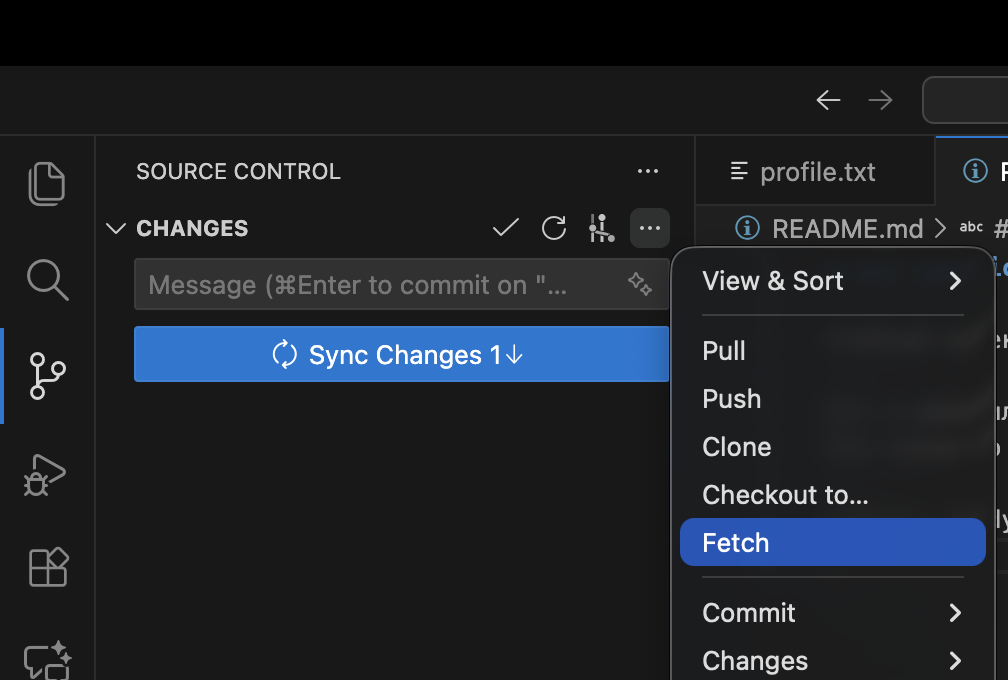 SOURCE CONTROL
profile.txt
CHANGES
README.md
abc #
Message (⌘Enter to commit on "...
Sync Changes 1↓
View & Sort
Pull
Push
Clone
Checkout to...
Fetch
Commit
Changes